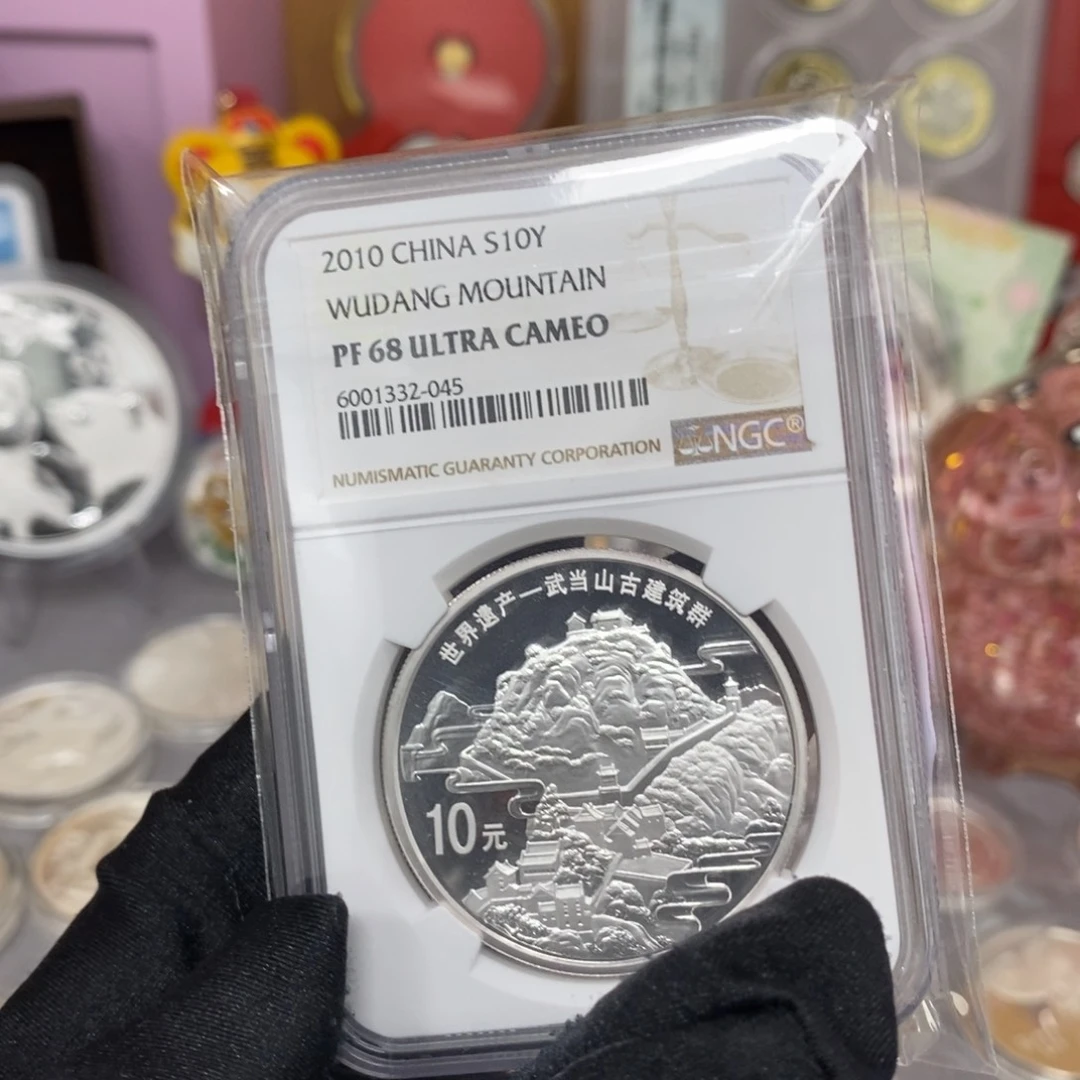 2010 CHINA S10Y
WUDANG MOUNTAIN
PF 68 ULTRA CAMEO
6001332-045
NUMISMATIC GUARANTY CORPORATION
NGC®
世界遗产—武当山古建筑群
10元